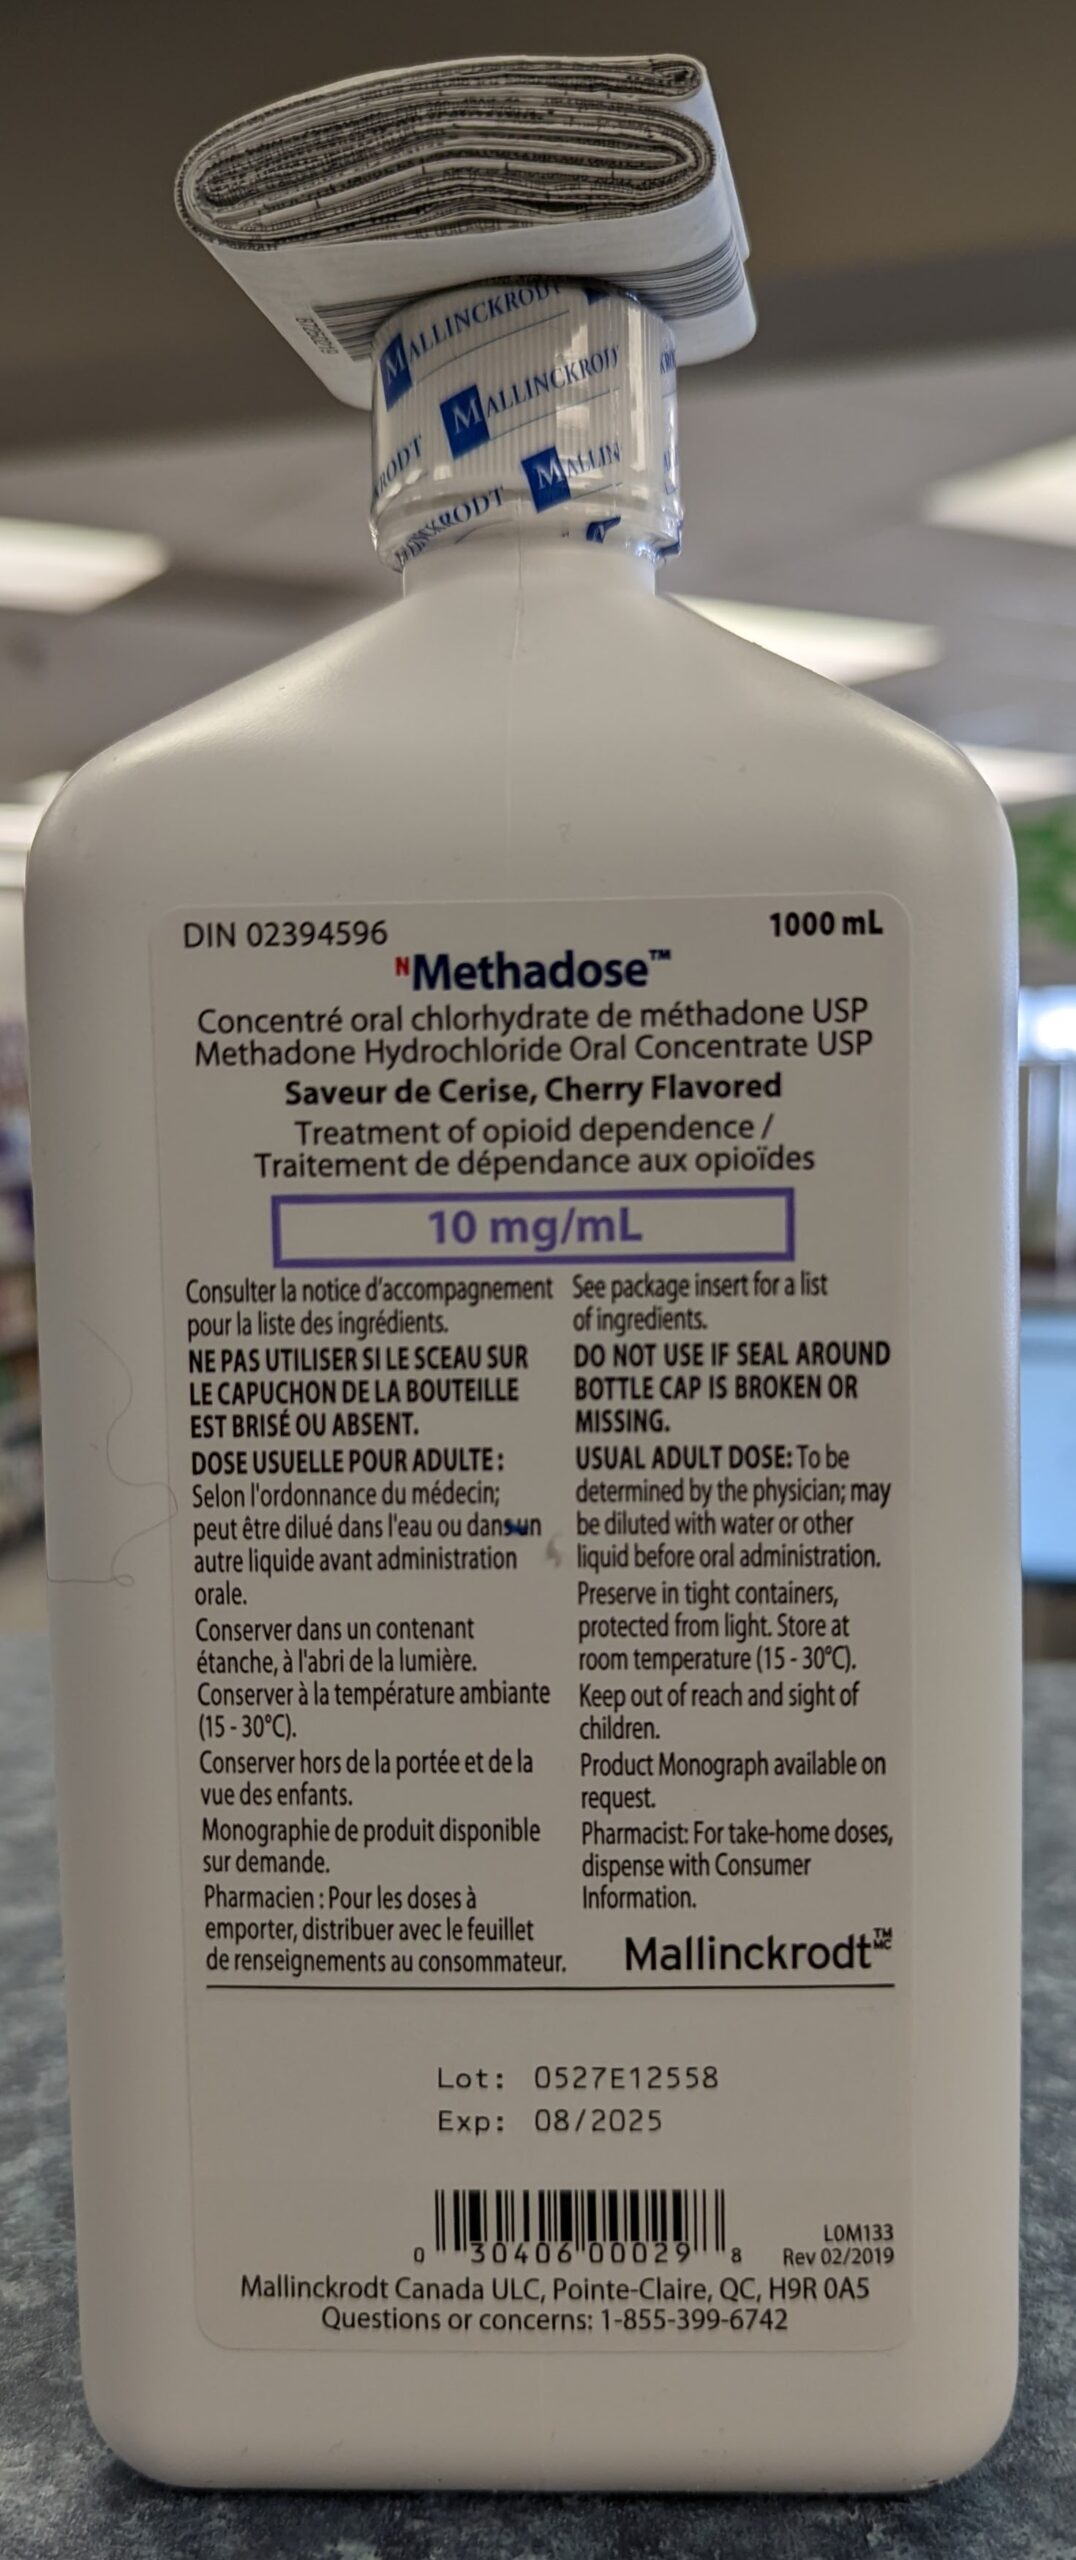 MALLINCKRODT
MALLINCKRODT
MALLIN
KRODT
DIN 02394596
1000 mL
NMethadose™
Concentré oral chlorhydrate de méthadone USP
Methadone Hydrochloride Oral Concentrate USP
Saveur de Cerise, Cherry Flavored
Treatment of opioid dependence /
Traitement de dépendance aux opioïdes
10 mg/mL
Consulter la notice d'accompagnement
pour la liste des ingrédients.
NE PAS UTILISER SI LE SCEAU SUR
LE CAPUCHON DE LA BOUTEILLE
EST BRISÉ OU ABSENT.
DOSE USUELLE POUR ADULTE :
Selon l'ordonnance du médecin;
peut être dilué dans l'eau ou dans un
autre liquide avant administration
orale.
Conserver dans un contenant
étanche, à l'abri de la lumière.
Conserver à la température ambiante
(15 - 30°C).
Conserver hors de la portée et de la
vue des enfants.
Monographie de produit disponible
sur demande.
Pharmacien : Pour les doses à
emporter, distribuer avec le feuillet
de renseignements au consommateur.
See package insert for a list
of ingredients.
DO NOT USE IF SEAL AROUND
BOTTLE CAP IS BROKEN OR
MISSING.
USUAL ADULT DOSE: To be
determined by the physician; may
be diluted with water or other
liquid before oral administration.
Preserve in tight containers,
protected from light. Store at
room temperature (15 - 30°C).
Keep out of reach and sight of
children.
Product Monograph available on
request.
Pharmacist: For take-home doses,
dispense with Consumer
Information.
Mallinckrodt TM MC
Lot: 0527E12558
Exp: 08/2025
0 30406 00029 8
L0M133
Rev 02/2019
Mallinckrodt Canada ULC, Pointe-Claire, QC, H9R 0A5
Questions or concerns: 1-855-399-6742